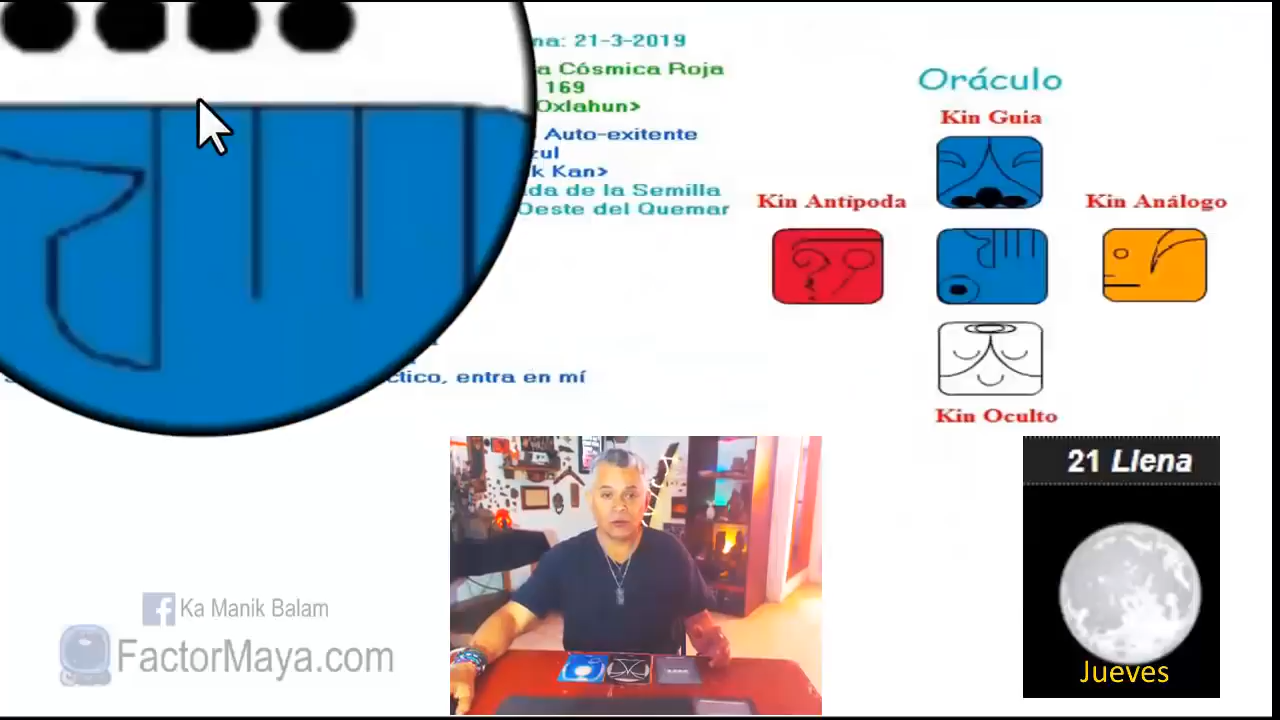 na: 21-3-2019
a Cósmica Roja
169
Oxlahun>
Auto-exitente
zul
k Kan>
da de la Semilla
Oeste del Quemar
ctico, entra en mí
Oráculo
Kin Guia
Kin Antípoda
Kin Análogo
Kin Oculto
21 Llena
Jueves
Ka Manik Balam
FactorMaya.com